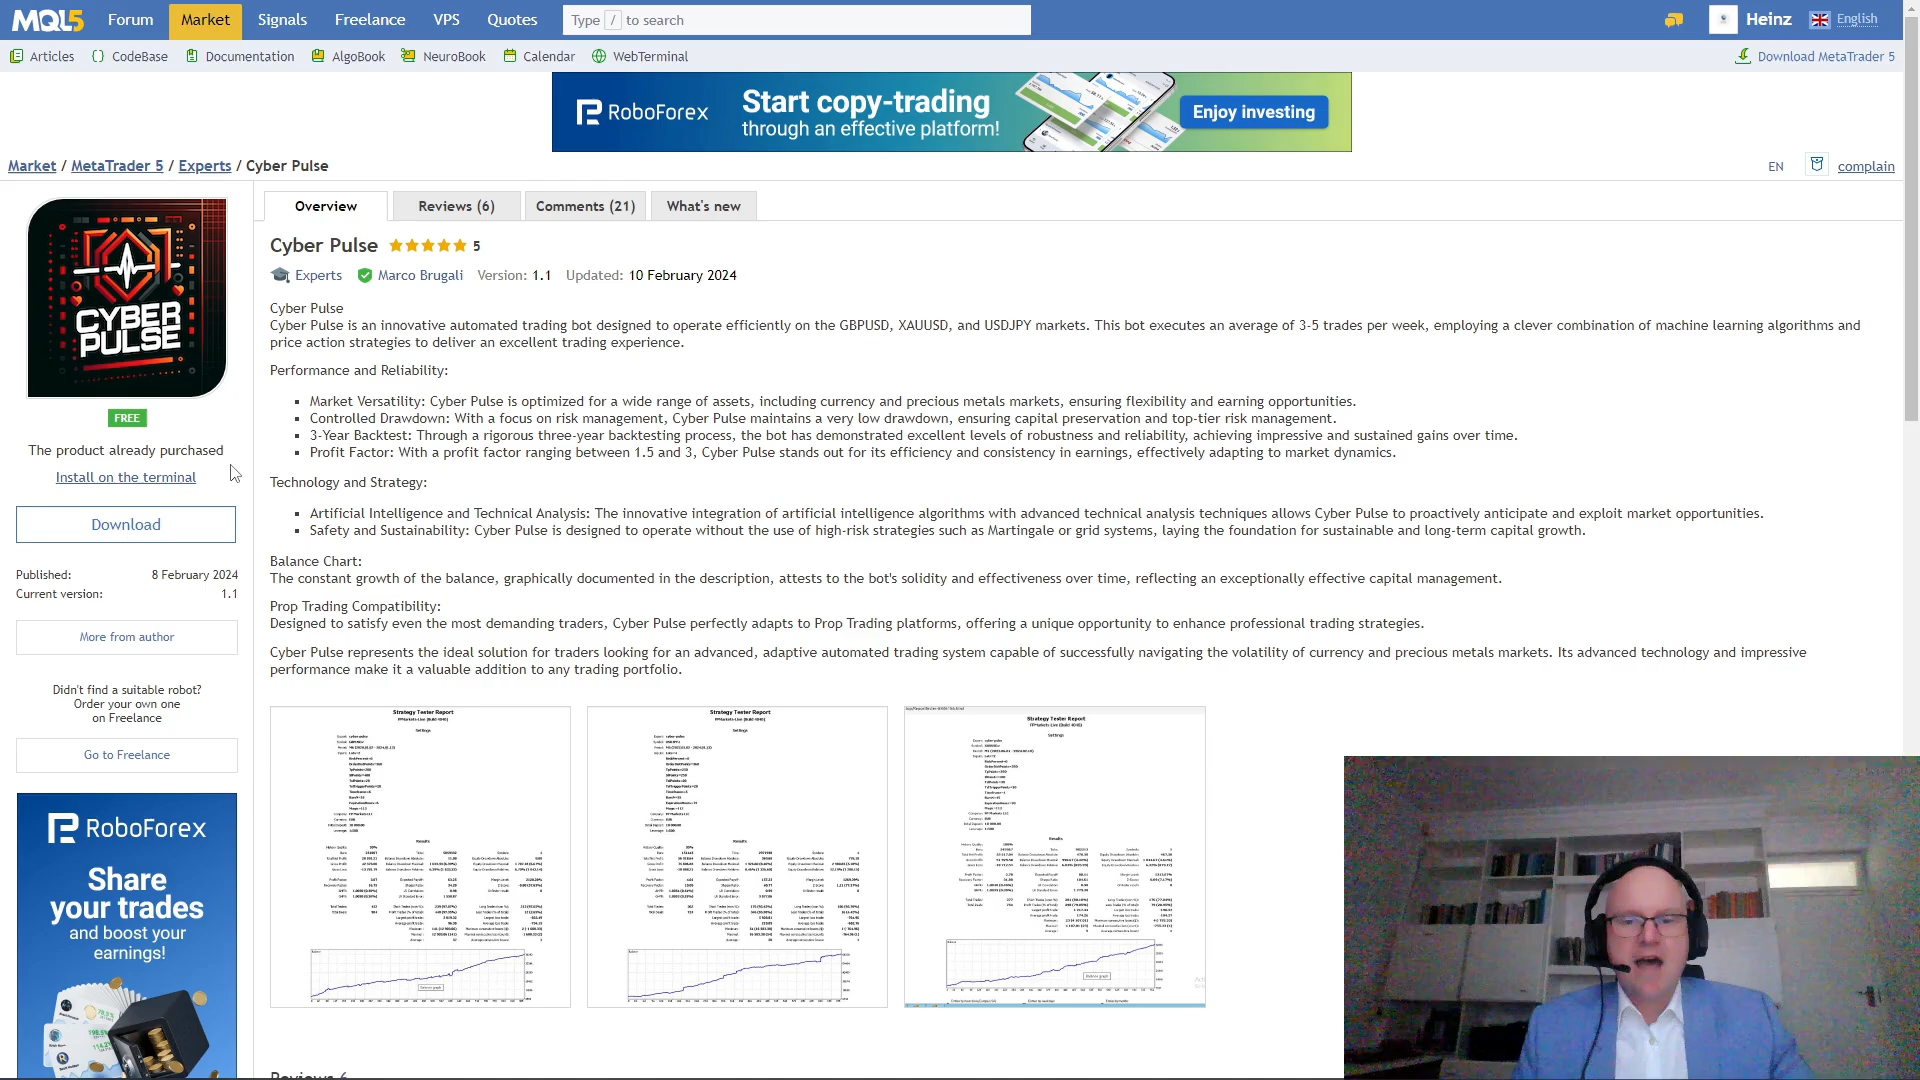 MQL5 Forum Market Signals Freelance VPS Quotes Type / to search Heinz English
Articles CodeBase Documentation AlgoBook NeuroBook Calendar WebTerminal Download MetaTrader 5
RoboForex Start copy-trading through an effective platform! Enjoy investing
Market / MetaTrader 5 / Experts / Cyber Pulse EN complain
Overview Reviews (6) Comments (21) What's new
CYBER
PULSE
FREE
The product already purchased
Install on the terminal
Download
Published: 8 February 2024
Current version: 1.1
More from author
Didn't find a suitable robot?
Order your own one
on Freelance
Go to Freelance
RoboForex
Share
your trades
and boost your
earnings!
Cyber Pulse 5
Experts Marco Brugali Version: 1.1 Updated: 10 February 2024
Cyber Pulse
Cyber Pulse is an innovative automated trading bot designed to operate efficiently on the GBPUSD, XAUUSD, and USDJPY markets. This bot executes an average of 3-5 trades per week, employing a clever combination of machine learning algorithms and
price action strategies to deliver an excellent trading experience.
Performance and Reliability:
Market Versatility: Cyber Pulse is optimized for a wide range of assets, including currency and precious metals markets, ensuring flexibility and earning opportunities.
Controlled Drawdown: With a focus on risk management, Cyber Pulse maintains a very low drawdown, ensuring capital preservation and top-tier risk management.
3-Year Backtest: Through a rigorous three-year backtesting process, the bot has demonstrated excellent levels of robustness and reliability, achieving impressive and sustained gains over time.
Profit Factor: With a profit factor ranging between 1.5 and 3, Cyber Pulse stands out for its efficiency and consistency in earnings, effectively adapting to market dynamics.
Technology and Strategy:
Artificial Intelligence and Technical Analysis: The innovative integration of artificial intelligence algorithms with advanced technical analysis techniques allows Cyber Pulse to proactively anticipate and exploit market opportunities.
Safety and Sustainability: Cyber Pulse is designed to operate without the use of high-risk strategies such as Martingale or grid systems, laying the foundation for sustainable and long-term capital growth.
Balance Chart:
The constant growth of the balance, graphically documented in the description, attests to the bot's solidity and effectiveness over time, reflecting an exceptionally effective capital management.
Prop Trading Compatibility:
Designed to satisfy even the most demanding traders, Cyber Pulse perfectly adapts to Prop Trading platforms, offering a unique opportunity to enhance professional trading strategies.
Cyber Pulse represents the ideal solution for traders looking for an advanced, adaptive automated trading system capable of successfully navigating the volatility of currency and precious metals markets. Its advanced technology and impressive
performance make it a valuable addition to any trading portfolio.
Strategy Tester Report
Settings
Results
Strategy Tester Report
Settings
Results
Strategy Tester Report
Settings
Results
Reviews 6